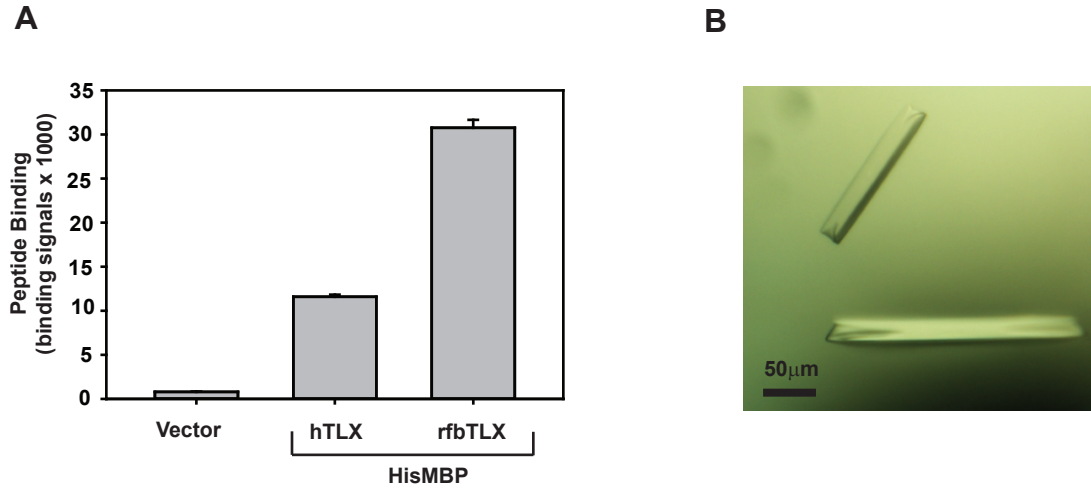 A
B
Peptide Binding
(binding signals x 1000)
35
30
25
20
15
10
5
0
Vector
hTLX
rfbTLX
HisMBP
50μm